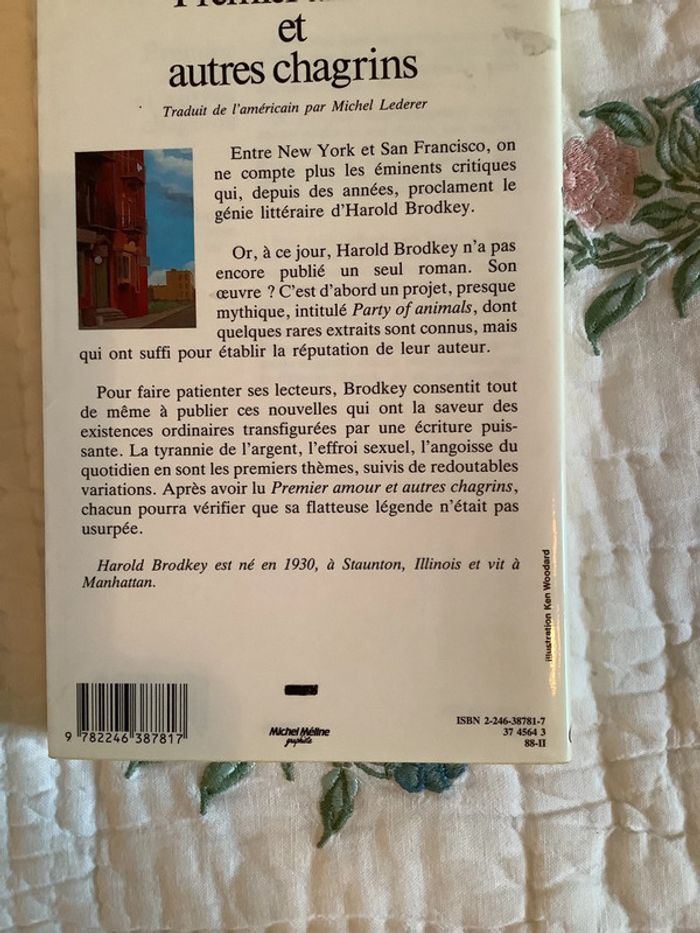 Premier
et
autres chagrins
Traduit de l'américain par Michel Lederer
Entre New York et San Francisco, on
ne compte plus les éminents critiques
qui, depuis des années, proclament le
génie littéraire d'Harold Brodkey.
Or, à ce jour, Harold Brodkey n'a pas
encore publié un seul roman. Son
œuvre ? C'est d'abord un projet, presque
mythique, intitulé Party of animals, dont
quelques rares extraits sont connus, mais
qui ont suffi pour établir la réputation de leur auteur.
Pour faire patienter ses lecteurs, Brodkey consentit tout
de même à publier ces nouvelles qui ont la saveur des
existences ordinaires transfigurées par une écriture puis-
sante. La tyrannie de l'argent, l'effroi sexuel, l'angoisse du
quotidien en sont les premiers thèmes, suivis de redoutables
variations. Après avoir lu Premier amour et autres chagrins,
chacun pourra vérifier que sa flatteuse légende n'était pas
usurpée.
Harold Brodkey est né en 1930, à Staunton, Illinois et vit à
Manhattan.
illustration Ken Woodard
9 782246 387817
Michel Méline
graphiste
ISBN 2-246-38781-7
37 4564 3
88-II